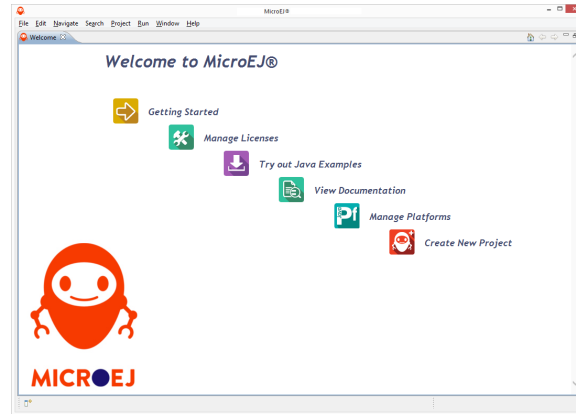 MicroEJ®
File Edit Navigate Search Project Run Window Help
Welcome
Welcome to MicroEJ®
Getting Started
Manage Licenses
Try out Java Examples
View Documentation
Pf
Manage Platforms
Create New Project
MICROEJ